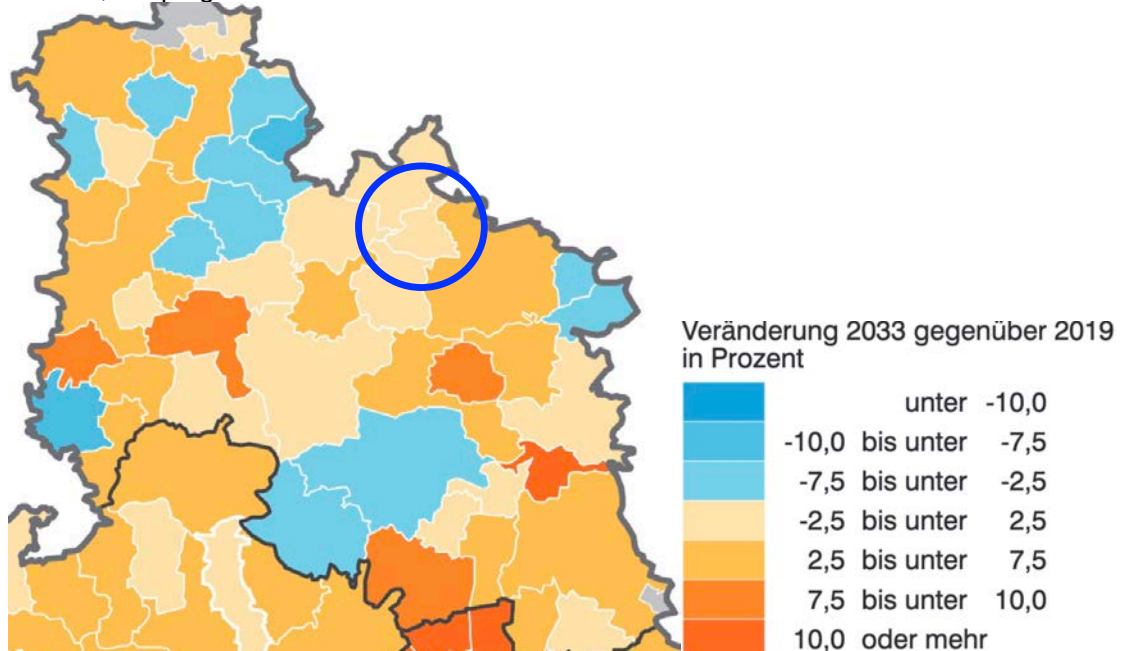 Veränderung 2033 gegenüber 2019
in Prozent
unter -10,0
-10,0 bis unter -7,5
-7,5 bis unter -2,5
-2,5 bis unter 2,5
2,5 bis unter 7,5
7,5 bis unter 10,0
10,0 oder mehr